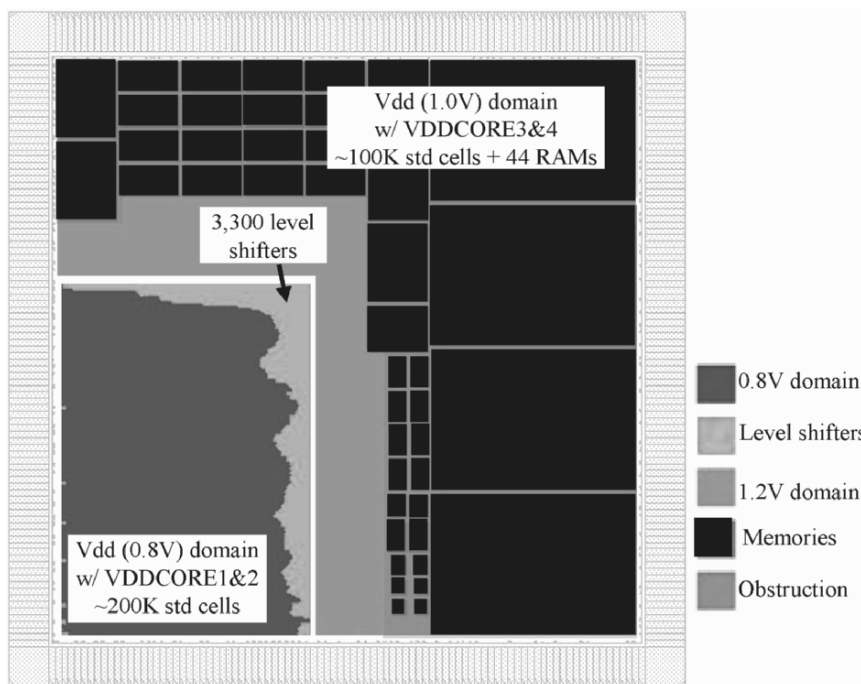 Vdd (1.0V) domain
w/ VDDCORE3&4
~100K std cells + 44 RAMs
3,300 level
shifters
Vdd (0.8V) domain
w/ VDDCORE1&2
~200K std cells
0.8V domain
Level shifters
1.2V domain
Memories
Obstruction